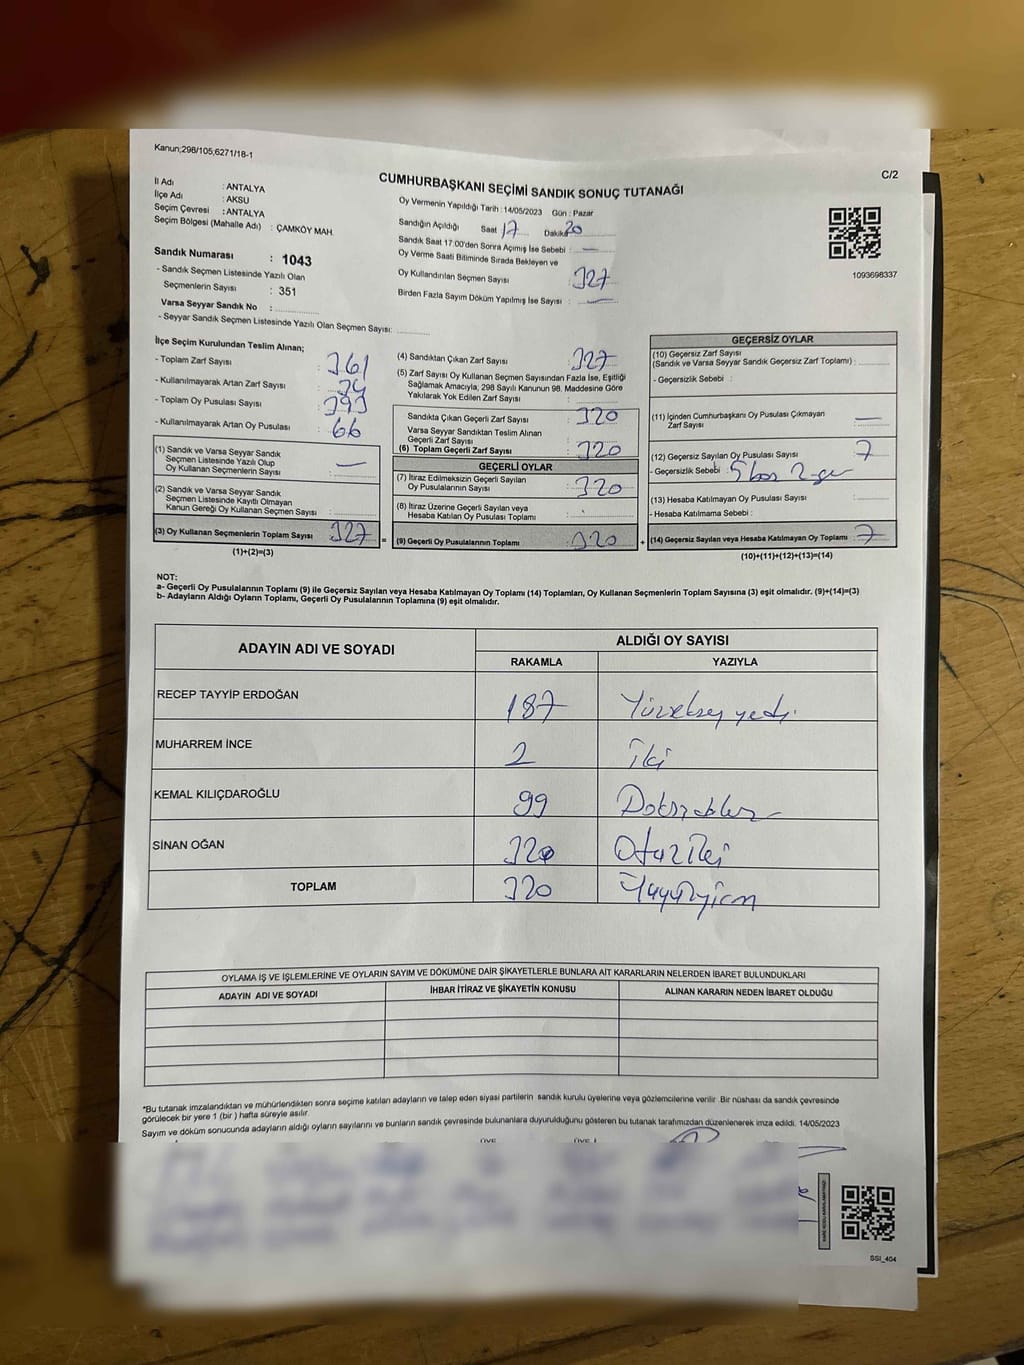 Kanun;298/105;6271/18-1
C/2
CUMHURBAŞKANI SEÇİMİ SANDIK SONUÇ TUTANAĞI
İl Adı : ANTALYA
İlçe Adı : AKSU
Seçim Çevresi : ANTALYA
Seçim Bölgesi (Mahalle Adı) : ÇAMKÖY MAH.
Oy Vermenin Yapıldığı Tarih : 14/05/2023 Gün : Pazar
Sandığın Açıldığı Saat 17 Dakika 20
Sandık Saat 17:00'den Sonra Açımış İse Sebebi : —
Oy Verme Saati Bitiminde Sırada Bekleyen ve
Oy Kullandırılan Seçmen Sayısı : 327
Birden Fazla Sayım Döküm Yapılmış İse Sayısı : —
1093698337
Sandık Numarası : 1043
- Sandık Seçmen Listesinde Yazılı Olan
Seçmenlerin Sayısı : 351
Varsa Seyyar Sandık No :
- Seyyar Sandık Seçmen Listesinde Yazılı Olan Seçmen Sayısı:
İlçe Seçim Kurulundan Teslim Alınan;
- Toplam Zarf Sayısı : 361
- Kullanılmayarak Artan Zarf Sayısı : 34
- Toplam Oy Pusulası Sayısı : 393
- Kullanılmayarak Artan Oy Pusulası : 66
(1) Sandık ve Varsa Seyyar Sandık
Seçmen Listesinde Yazılı Olup
Oy Kullanan Seçmenlerin Sayısı : —
(2) Sandık ve Varsa Seyyar Sandık
Seçmen Listesinde Kayıtlı Olmayan
Kanun Gereği Oy Kullanan Seçmen Sayısı :
(3) Oy Kullanan Seçmenlerin Toplam Sayısı 327
(1)+(2)=(3)
=
(4) Sandıktan Çıkan Zarf Sayısı : 327
(5) Zarf Sayısı Oy Kullanan Seçmen Sayısından Fazla İse, Eşitliği
Sağlamak Amacıyla, 298 Sayılı Kanunun 98. Maddesine Göre
Yakılarak Yok Edilen Zarf Sayısı :
Sandıkta Çıkan Geçerli Zarf Sayısı : 320
Varsa Seyyar Sandıktan Teslim Alınan
Geçerli Zarf Sayısı :
(6) Toplam Geçerli Zarf Sayısı : 320
GEÇERLİ OYLAR
(7) İtiraz Edilmeksizin Geçerli Sayılan
Oy Pusulalarının Sayısı : 320
(8) İtiraz Üzerine Geçerli Sayılan veya
Hesaba Katılan Oy Pusulası Toplamı :
(9) Geçerli Oy Pusulalarının Toplamı : 320
+
GEÇERSİZ OYLAR
(10) Geçersiz Zarf Sayısı
(Sandık ve Varsa Seyyar Sandık Geçersiz Zarf Toplamı) :
- Geçersizlik Sebebi :
(11) İçinden Cumhurbaşkanı Oy Pusulası Çıkmayan
Zarf Sayısı : —
(12) Geçersiz Sayılan Oy Pusulası Sayısı : 7
- Geçersizlik Sebebi : 5 2
(13) Hesaba Katılmayan Oy Pusulası Sayısı :
- Hesaba Katılmama Sebebi :
(14) Geçersiz Sayılan veya Hesaba Katılmayan Oy Toplamı : 7
(10)+(11)+(12)+(13)=(14)
NOT:
a- Geçerli Oy Pusulalarının Toplamı (9) ile Geçersiz Sayılan veya Hesaba Katılmayan Oy Toplamı (14) Toplamları, Oy Kullanan Seçmenlerin Toplam Sayısına (3) eşit olmalıdır. (9)+(14)=(3)
b- Adayların Aldığı Oyların Toplamı, Geçerli Oy Pusulalarının Toplamına (9) eşit olmalıdır.
ADAYIN ADI VE SOYADI
ALDIĞI OY SAYISI
RAKAMLA YAZIYLA
RECEP TAYYİP ERDOĞAN 187 Yüzseksenyedi
MUHARREM İNCE 2 İki
KEMAL KILIÇDAROĞLU 99 Doksandokuz
SİNAN OĞAN Otuziki
TOPLAM 320 Üçyüzyirmi
OYLAMA İŞ VE İŞLEMLERİNE VE OYLARIN SAYIM VE DÖKÜMÜNE DAİR ŞİKAYETLERLE BUNLARA AİT KARARLARIN NELERDEN İBARET BULUNDUKLARI
ADAYIN ADI VE SOYADI İHBAR İTİRAZ VE ŞİKAYETİN KONUSU ALINAN KARARIN NEDEN İBARET OLDUĞU
*Bu tutanak imzalandıktan ve mühürlendikten sonra seçime katılan adayların ve talep eden siyasi partilerin sandık kurulu üyelerine veya gözlemcilerine verilir. Bir nüshası da sandık çevresinde
görülecek bir yere 1 (bir ) hafta süreyle asılır.
Sayım ve döküm sonucunda adayların aldığı oyların sayılarını ve bunların sandık çevresinde bulunanlara duyurulduğunu gösteren bu tutanak tarafımızdan düzenlenerek imza edildi. 14/05/2023
SSI_404